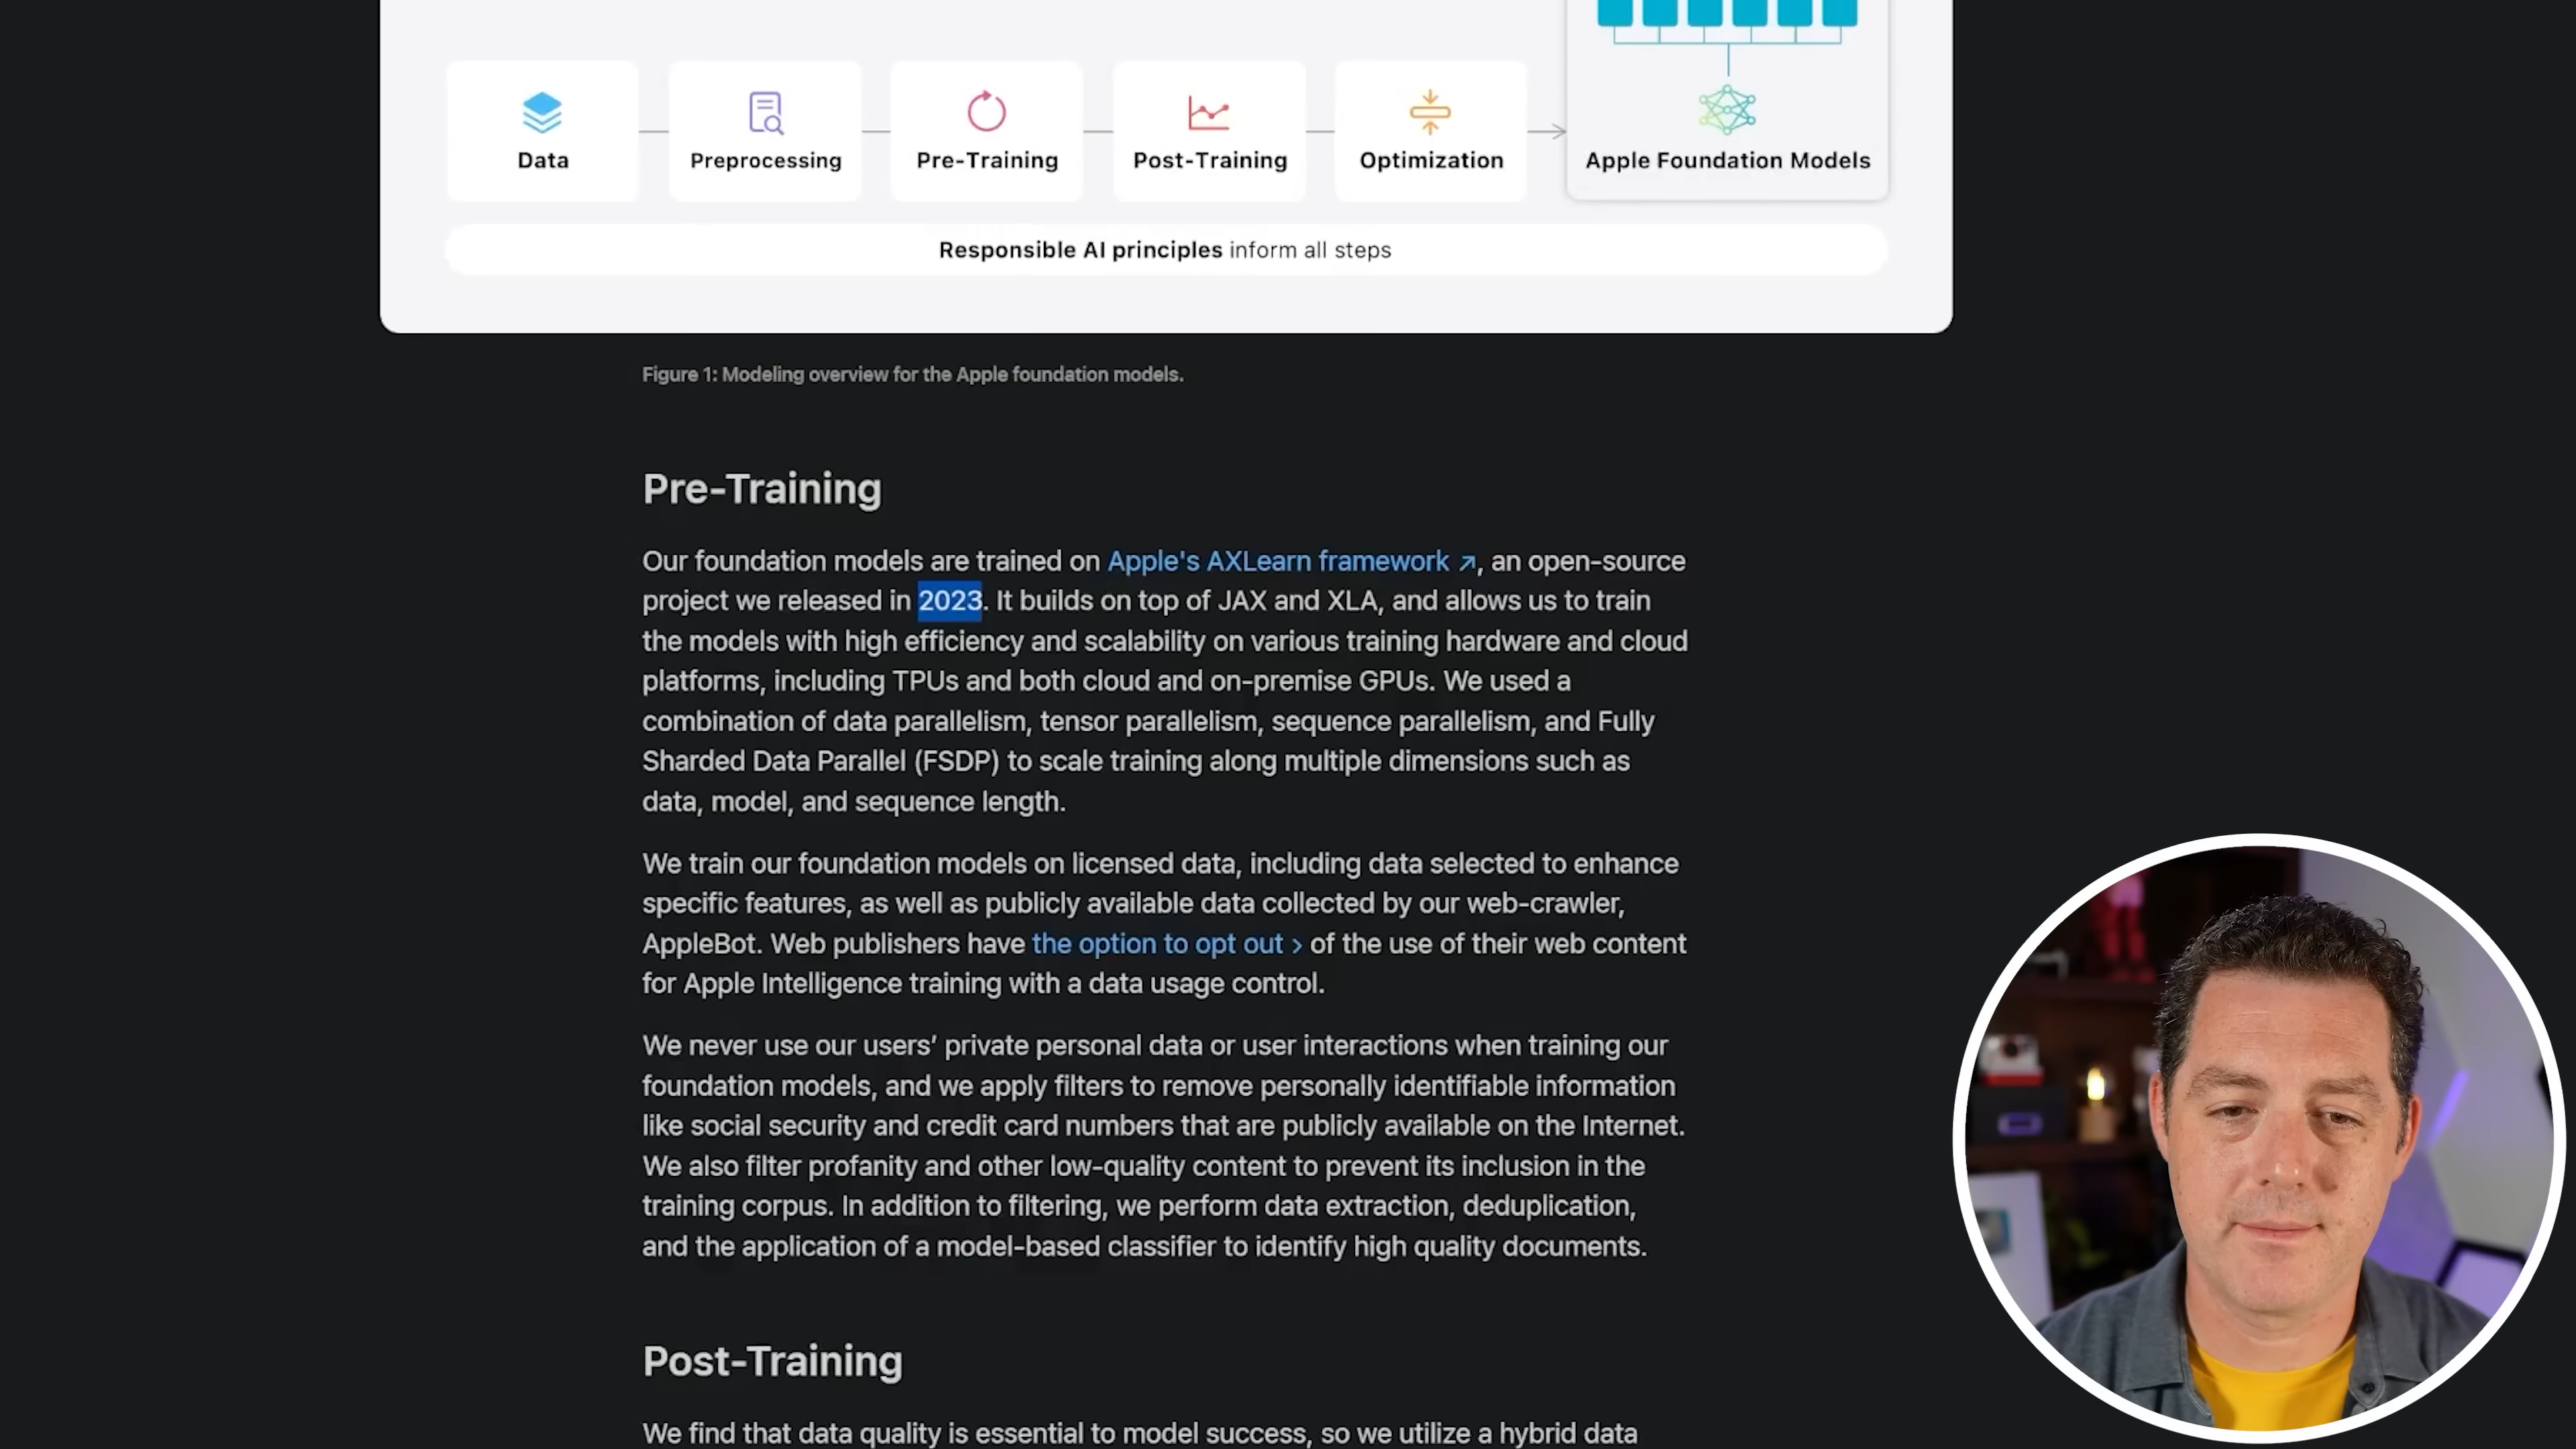 Data
Preprocessing
Pre-Training
Post-Training
Optimization
Apple Foundation Models
Responsible AI principles inform all steps
Figure 1: Modeling overview for the Apple foundation models.
Pre-Training
Our foundation models are trained on Apple's AXLearn framework ↗, an open-source
project we released in 2023. It builds on top of JAX and XLA, and allows us to train
the models with high efficiency and scalability on various training hardware and cloud
platforms, including TPUs and both cloud and on-premise GPUs. We used a
combination of data parallelism, tensor parallelism, sequence parallelism, and Fully
Sharded Data Parallel (FSDP) to scale training along multiple dimensions such as
data, model, and sequence length.
We train our foundation models on licensed data, including data selected to enhance
specific features, as well as publicly available data collected by our web-crawler,
AppleBot. Web publishers have the option to opt out › of the use of their web content
for Apple Intelligence training with a data usage control.
We never use our users’ private personal data or user interactions when training our
foundation models, and we apply filters to remove personally identifiable information
like social security and credit card numbers that are publicly available on the Internet.
We also filter profanity and other low-quality content to prevent its inclusion in the
training corpus. In addition to filtering, we perform data extraction, deduplication,
and the application of a model-based classifier to identify high quality documents.
Post-Training
We find that data quality is essential to model success, so we utilize a hybrid data